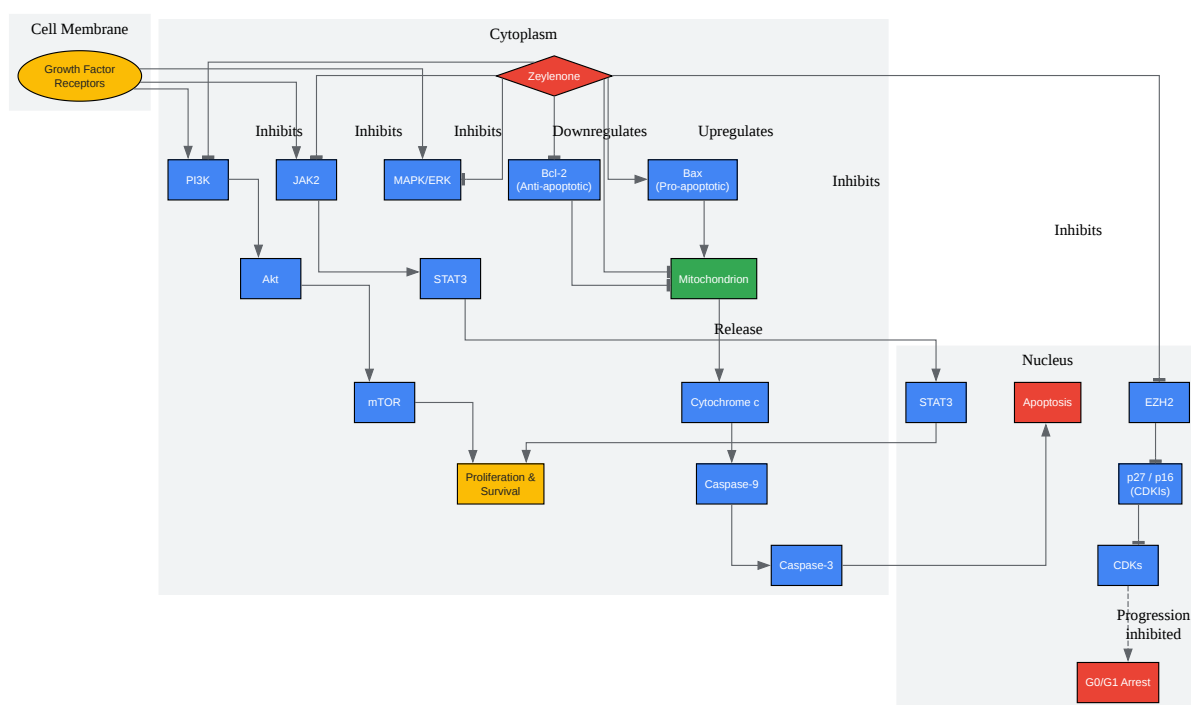 Cell Membrane
Cytoplasm
Growth Factor
Receptors
Zeylenone
Inhibits
Inhibits
Inhibits
Downregulates
Upregulates
PI3K
JAK2
MAPK/ERK
Bcl-2
(Anti-apoptotic)
Bax
(Pro-apoptotic)
Inhibits
Inhibits
Akt
STAT3
Mitochondrion
Release
Nucleus
mTOR
Cytochrome c
STAT3
Apoptosis
EZH2
Proliferation &
Survival
Caspase-9
p27 / p16
(CDKIs)
Caspase-3
CDKs
Progression
inhibited
G0/G1 Arrest